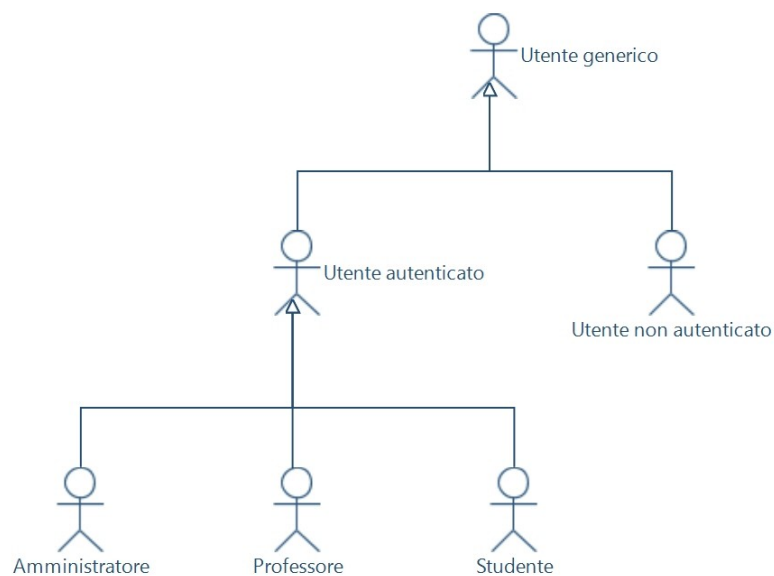 Utente generico
Utente autenticato
Utente non autenticato
Amministratore
Professore
Studente